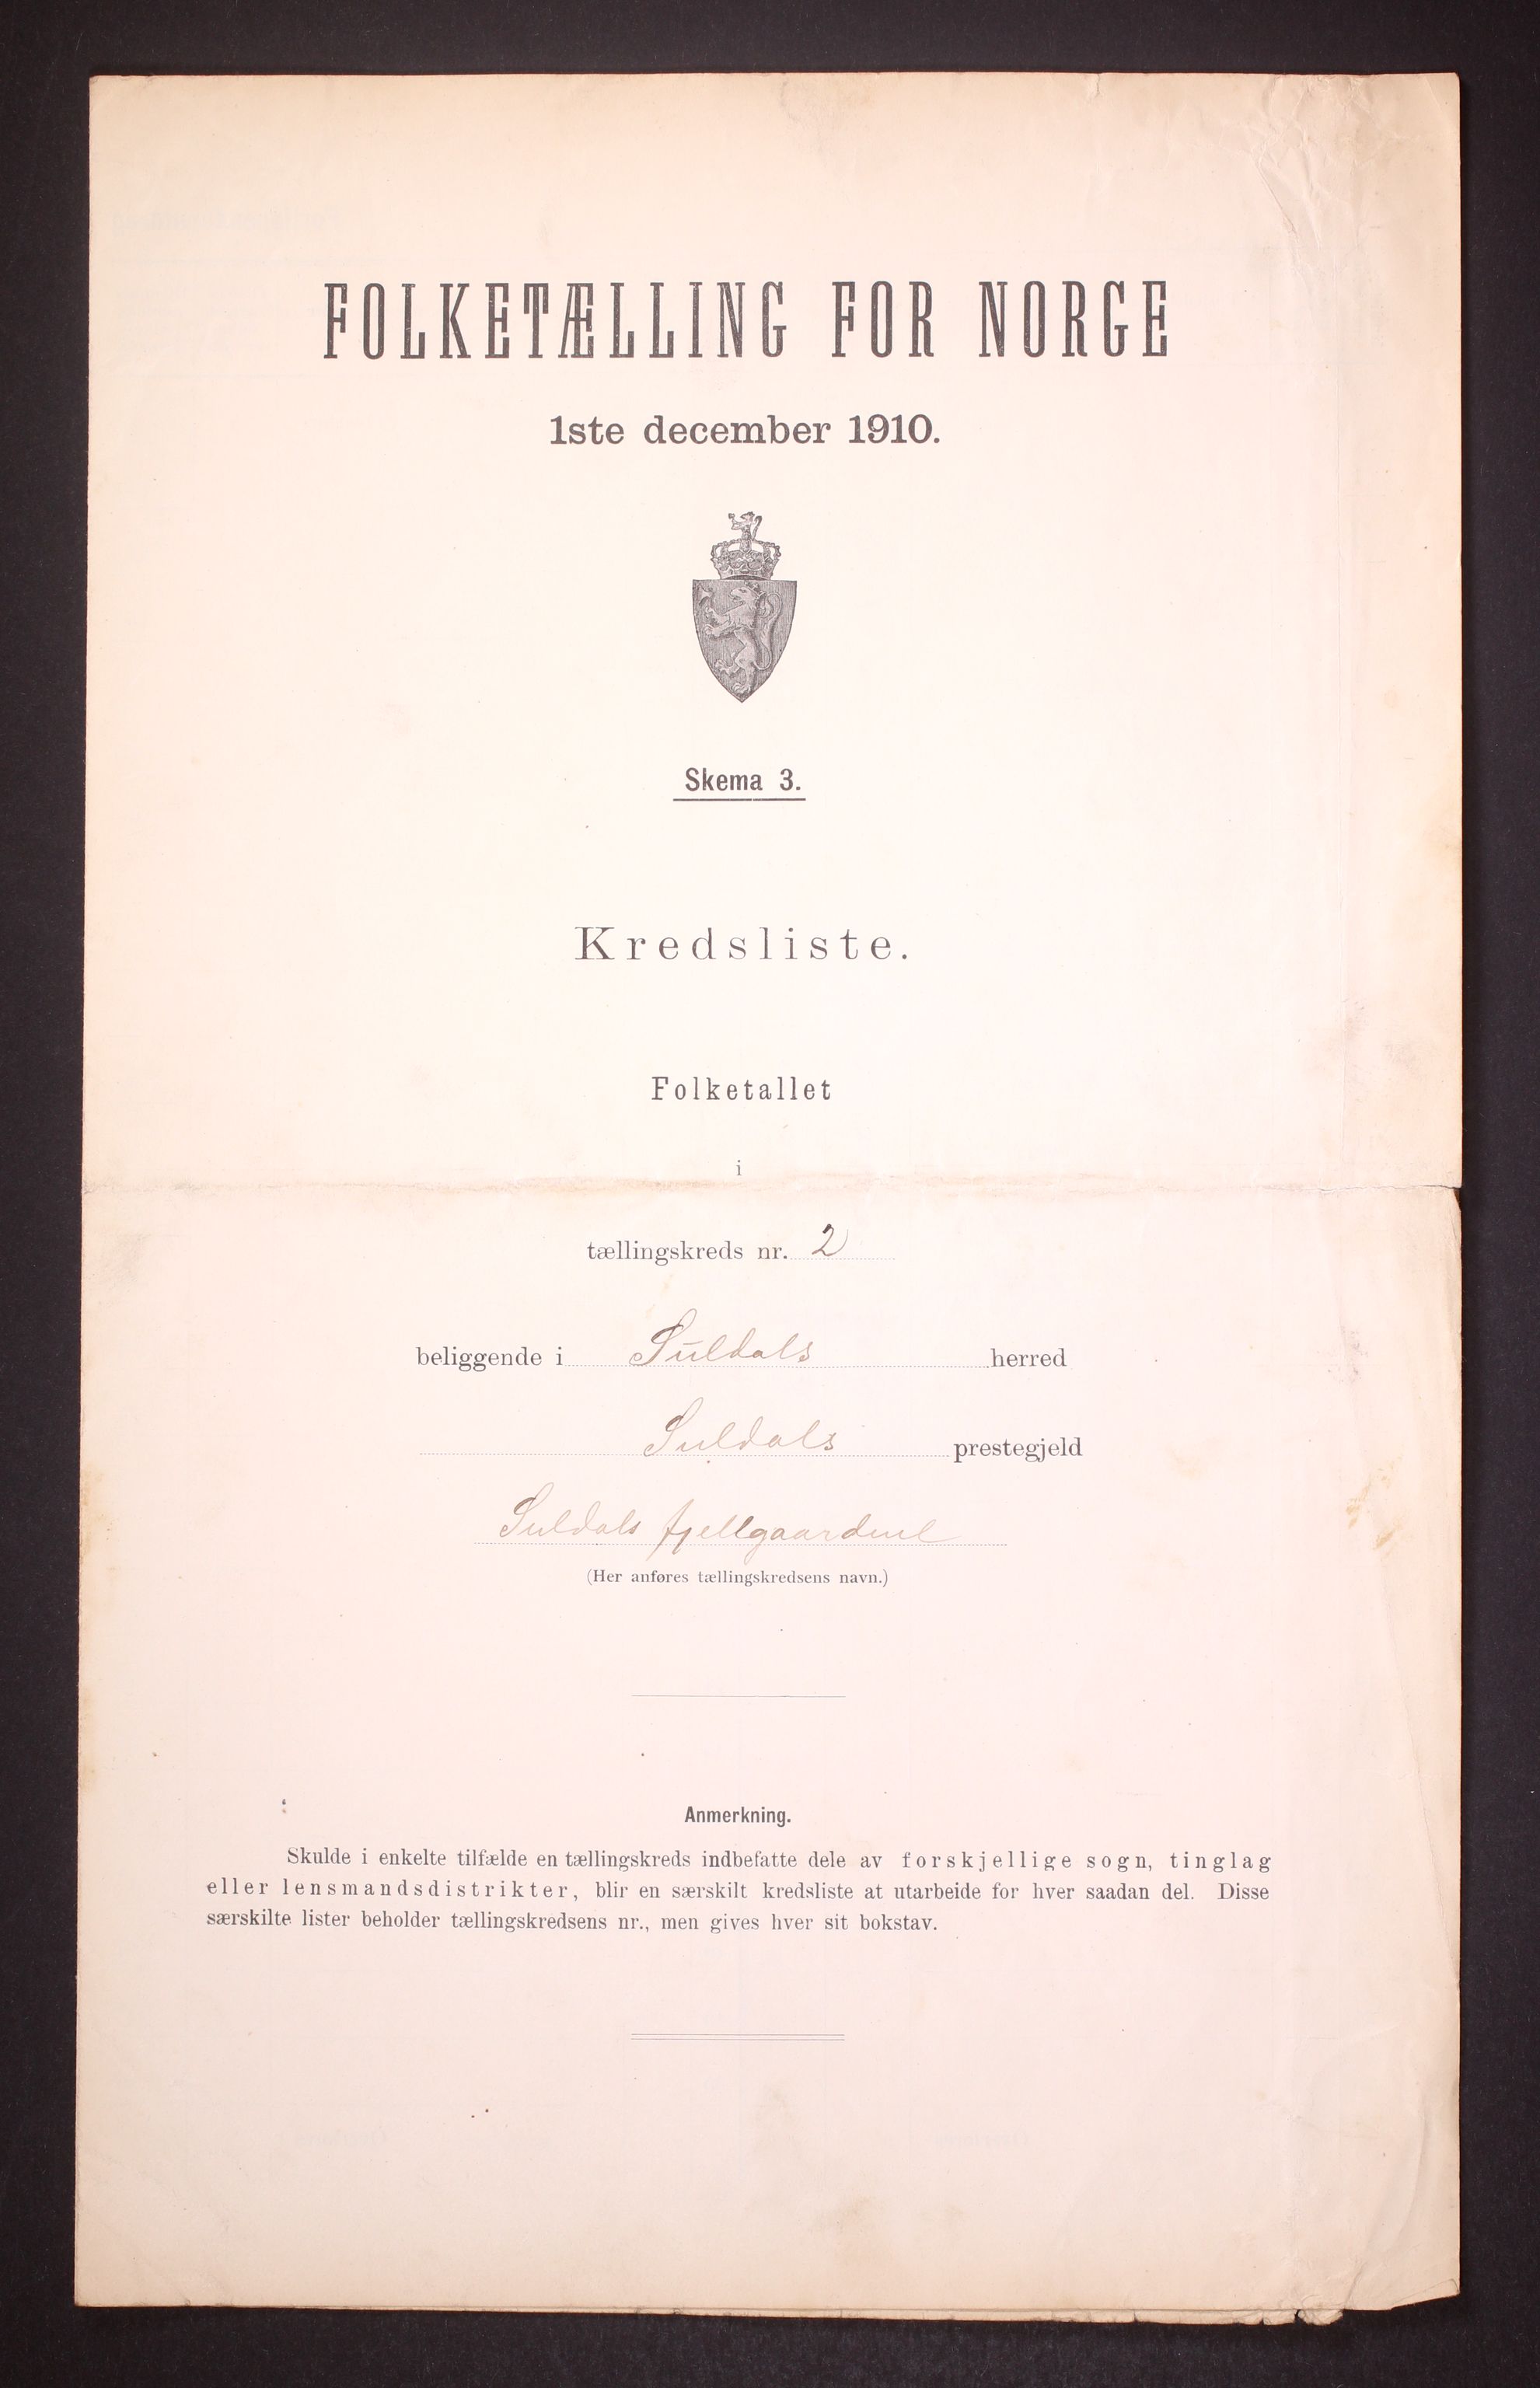 FOLKETÆLLING FOR NORGE
1ste december 1910.
Skema 3.
Kredsliste.
Folketallet
i
tællingskreds nr. 2
beliggende i Suldals herred
Suldals prestegjeld
Suldals fjellgaardene
(Her anføres tællingskredsens navn.)
Anmerkning.
Skulde i enkelte tilfælde en tællingskreds indbefatte dele av forskjellige sogn, tinglag
eller lensmandsdistrikter, blir en særskilt kredsliste at utarbeide for hver saadan del. Disse
særskilte lister beholder tællingskredsens nr., men gives hver sit bokstav.